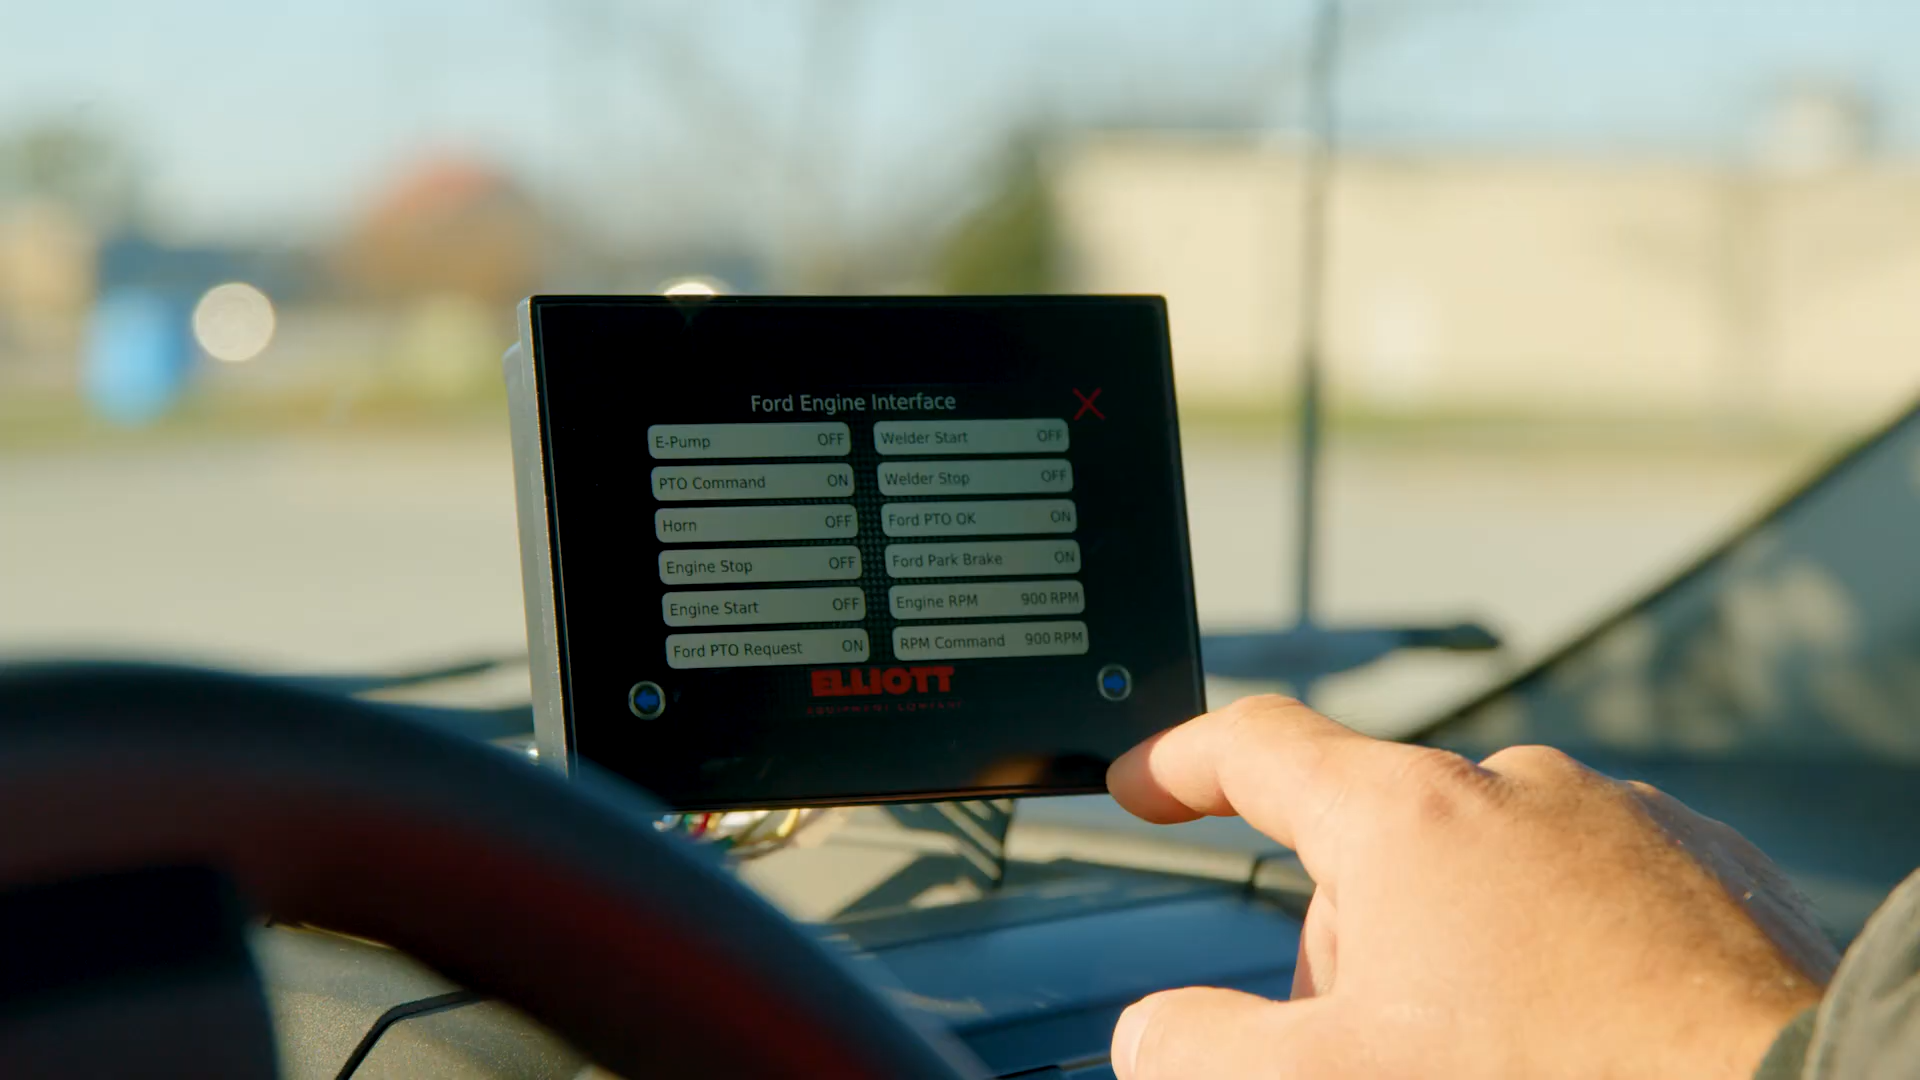 Ford Engine Interface
E-Pump OFF
PTO Command ON
Horn OFF
Engine Stop OFF
Engine Start OFF
Ford PTO Request ON
Welder Start OFF
Welder Stop OFF
Ford PTO OK ON
Ford Park Brake ON
Engine RPM 900 RPM
RPM Command 900 RPM
ELLIOTT
EQUIPMENT COMPANY